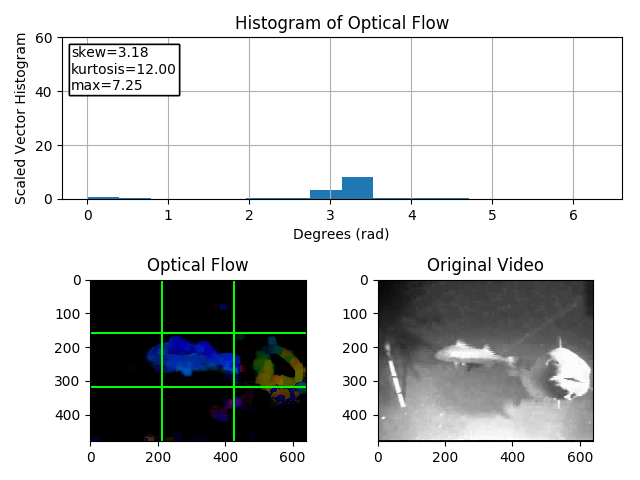 Histogram of Optical Flow
Scaled Vector Histogram
60
40
20
0
skew=3.18
kurtosis=12.00
max=7.25
0 1 2 3 4 5 6
Degrees (rad)
Optical Flow
0
100
200
300
400
0 200 400 600
Original Video
0
100
200
300
400
0 200 400 600